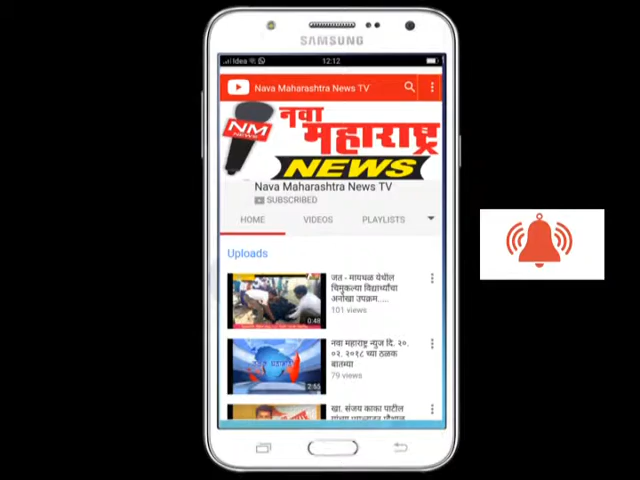 SAMSUNG
Idea
12:12
Nava Maharashtra News TV
नवा
महाराष्ट्र
NM
NEWS
NEWS
Nava Maharashtra News TV
SUBSCRIBED
HOME VIDEOS PLAYLISTS
Uploads
जत - मायथळ येथील
चिमुकल्या विद्यार्थ्यांचा
अनोखा उपक्रम.....
101 views
0:48
नवा महाराष्ट्र न्युज दि. २०.
०२. २०१८ च्या ठळक
बातम्या
79 views
2:55
खा. संजय काका पाटील